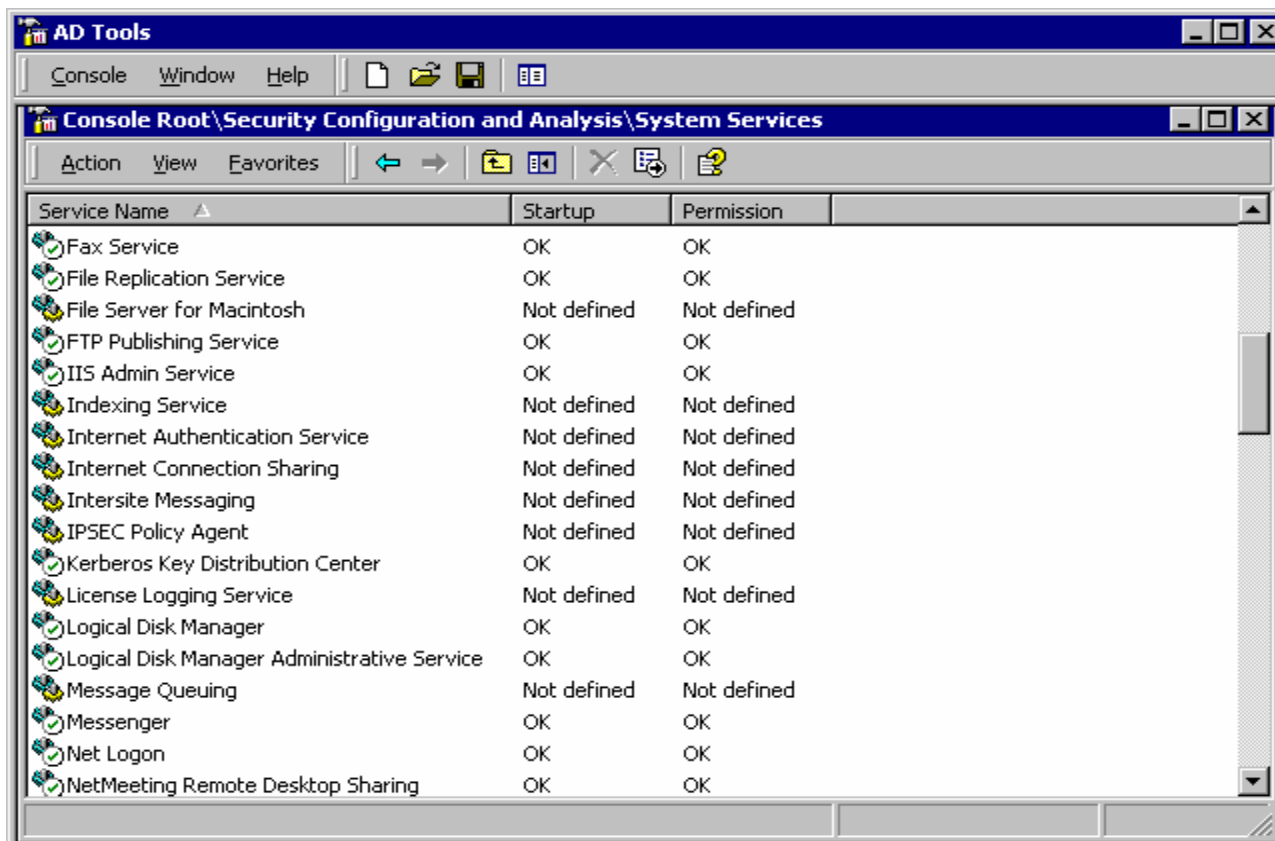 AD Tools
Console Window Help
Console Root\Security Configuration and Analysis\System Services
Action View Favorites
Service Name Startup Permission
Fax Service OK OK
File Replication Service OK OK
File Server for Macintosh Not defined Not defined
FTP Publishing Service OK OK
IIS Admin Service OK OK
Indexing Service Not defined Not defined
Internet Authentication Service Not defined Not defined
Internet Connection Sharing Not defined Not defined
Intersite Messaging Not defined Not defined
IPSEC Policy Agent Not defined Not defined
Kerberos Key Distribution Center OK OK
License Logging Service Not defined Not defined
Logical Disk Manager OK OK
Logical Disk Manager Administrative Service OK OK
Message Queuing Not defined Not defined
Messenger OK OK
Net Logon OK OK
NetMeeting Remote Desktop Sharing OK OK